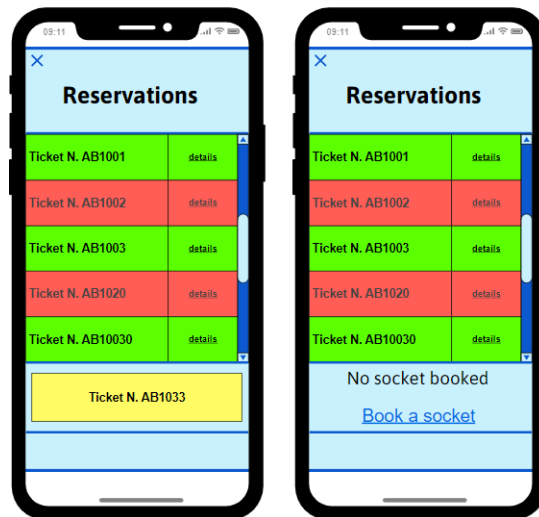 09:11
Reservations
Ticket N. AB1001 details
Ticket N. AB1002 details
Ticket N. AB1003 details
Ticket N. AB1020 details
Ticket N. AB10030 details
Ticket N. AB1033
09:11
Reservations
Ticket N. AB1001 details
Ticket N. AB1002 details
Ticket N. AB1003 details
Ticket N. AB1020 details
Ticket N. AB10030 details
No socket booked
Book a socket